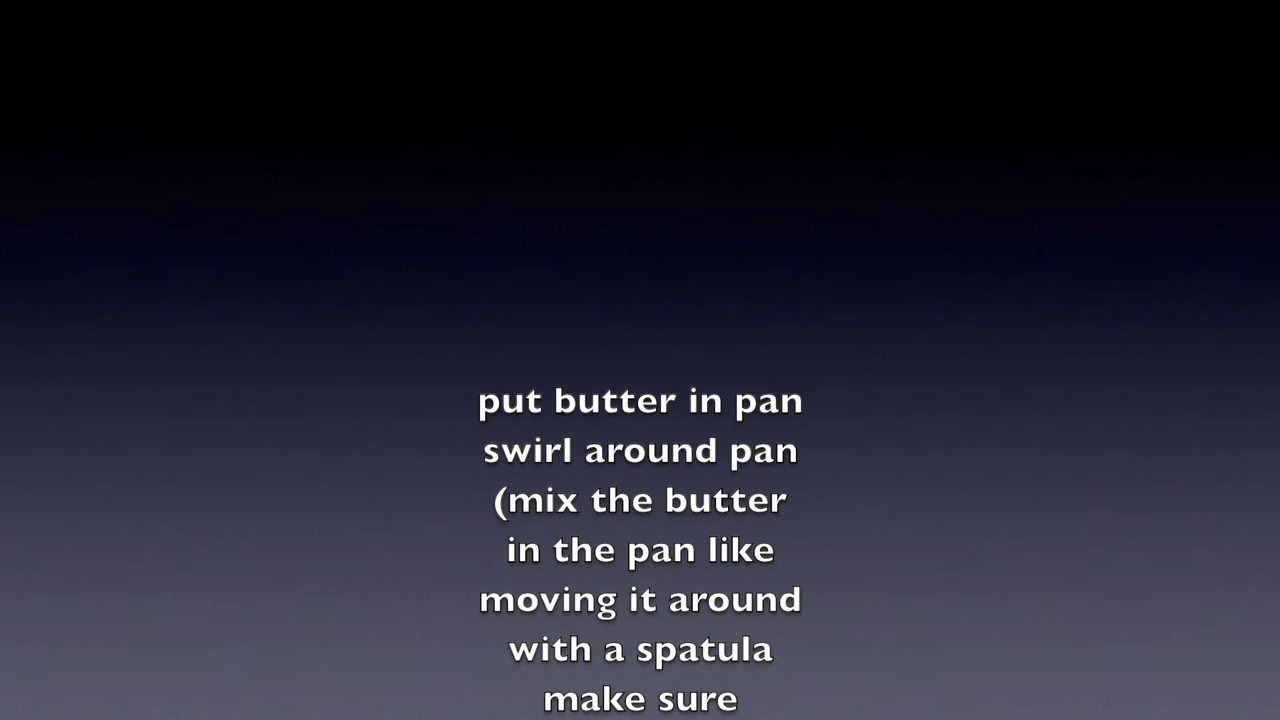 put butter in pan
swirl around pan
(mix the butter
in the pan like
moving it around
with a spatula
make sure